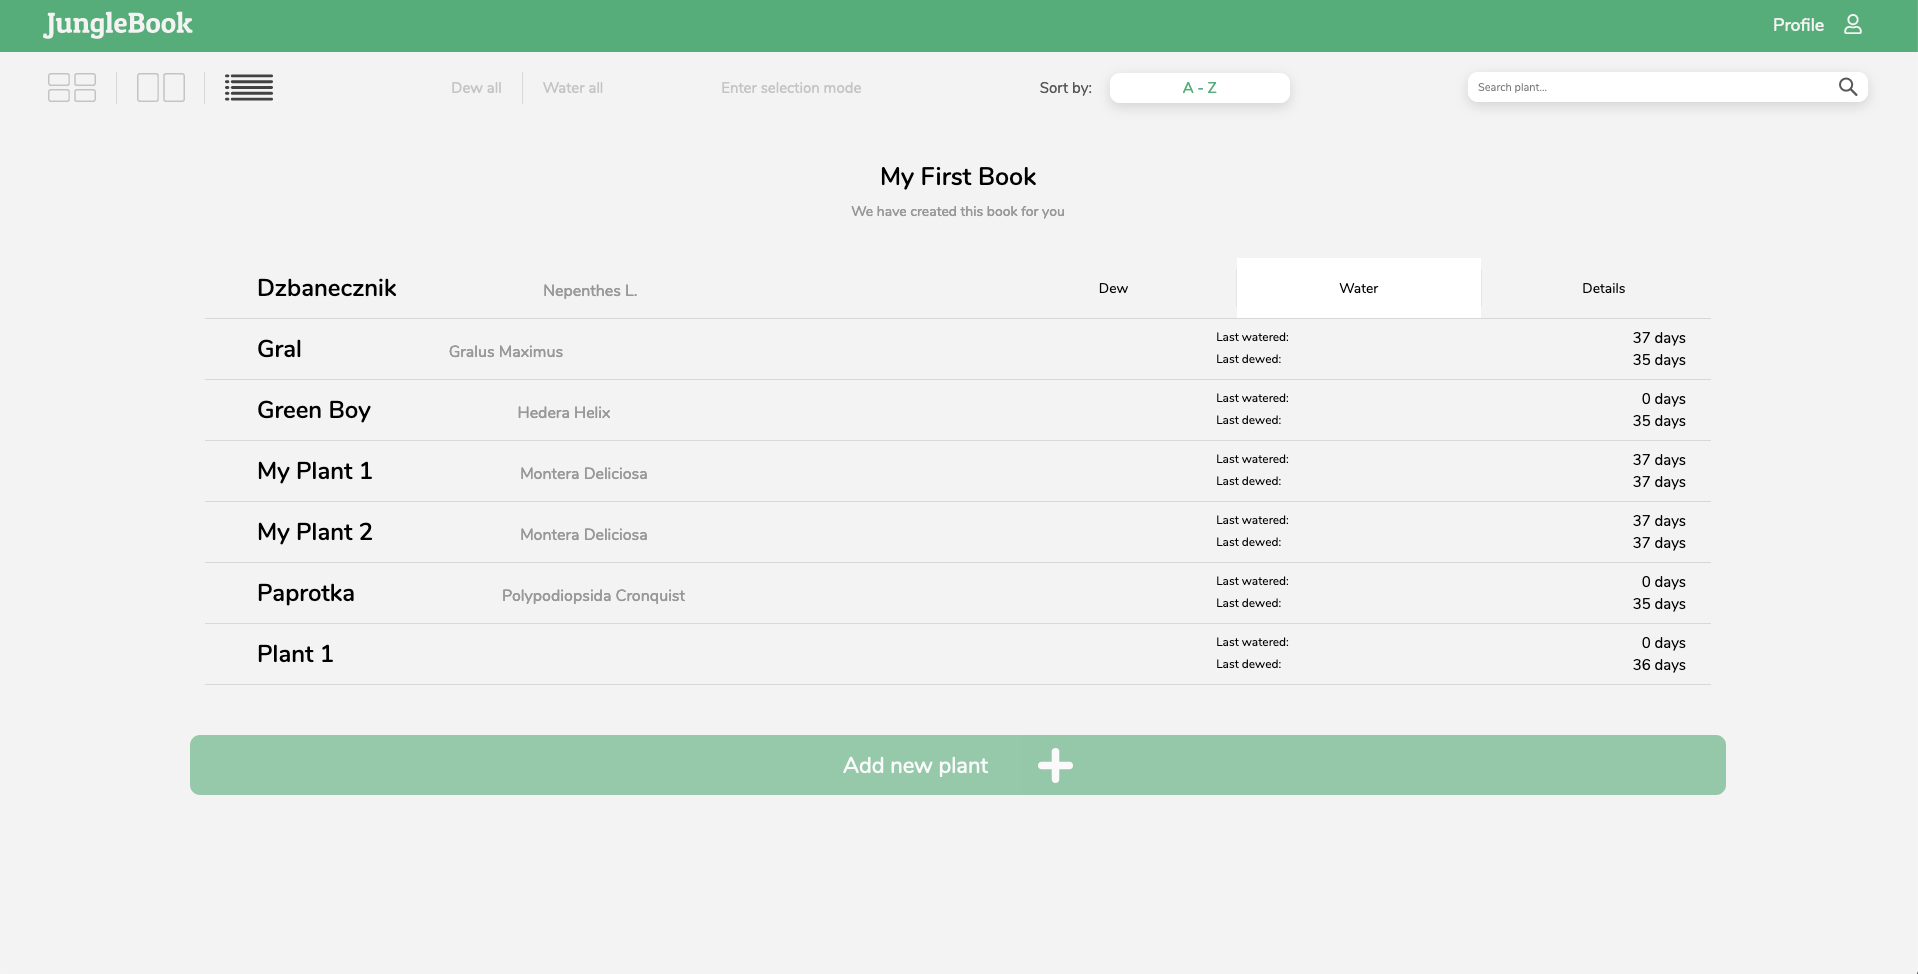 JungleBook
Profile
Dew all
Water all
Enter selection mode
Sort by:
A - Z
Search plant...
My First Book
We have created this book for you
Dzbanecznik Nepenthes L. Dew Water Details
Gral Gralus Maximus
Last watered: 37 days
Last dewed: 35 days
Green Boy Hedera Helix
Last watered: 0 days
Last dewed: 35 days
My Plant 1 Montera Deliciosa
Last watered: 37 days
Last dewed: 37 days
My Plant 2 Montera Deliciosa
Last watered: 37 days
Last dewed: 37 days
Paprotka Polypodiopsida Cronquist
Last watered: 0 days
Last dewed: 35 days
Plant 1
Last watered: 0 days
Last dewed: 36 days
Add new plant